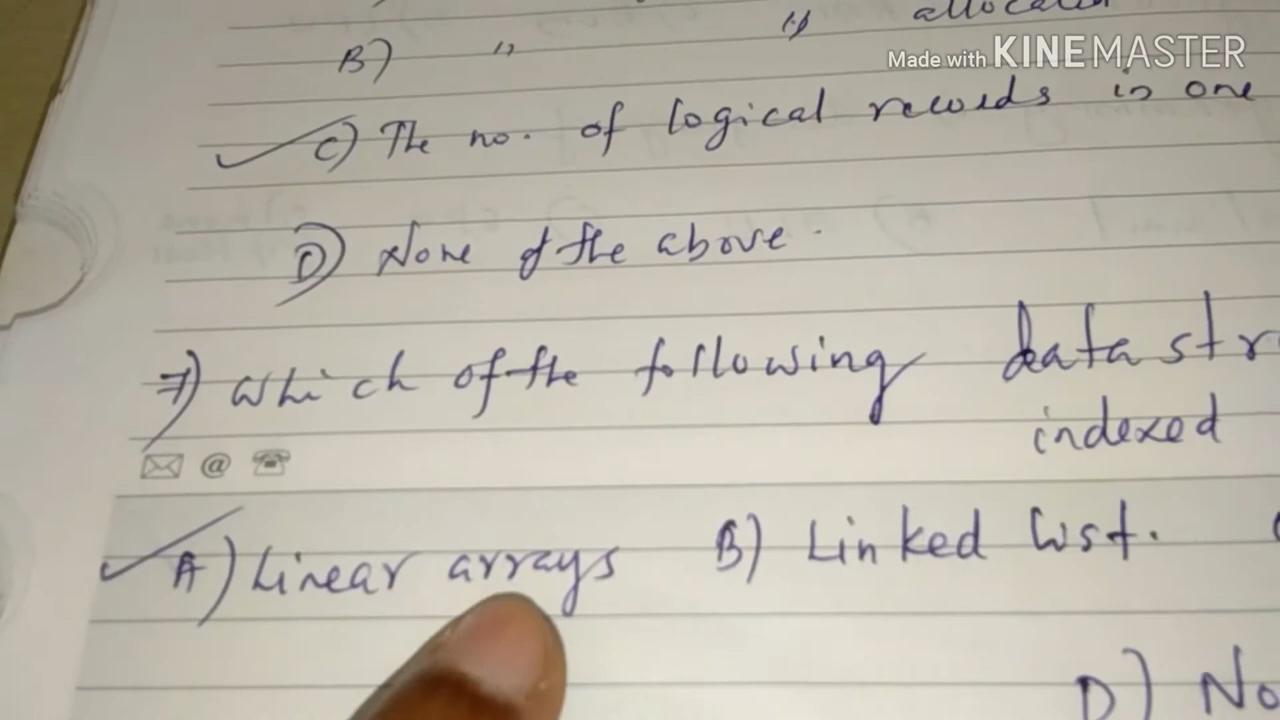 B) " " allocated
Made with KINEMASTER
C) The no. of logical records in one
D) None of the above.
7) Which of the following data str
indexed
A) Linear arrays B) Linked list.
D) No